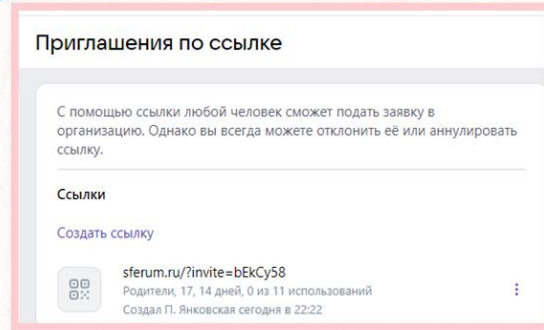 Приглашения по ссылке
С помощью ссылки любой человек сможет подать заявку в
организацию. Однако вы всегда можете отклонить её или аннулировать
ссылку.
Ссылки
Создать ссылку
sferum.ru/?invite=bEkCy58
Родители, 17, 14 дней, 0 из 11 использований
Создал П. Янковская сегодня в 22:22